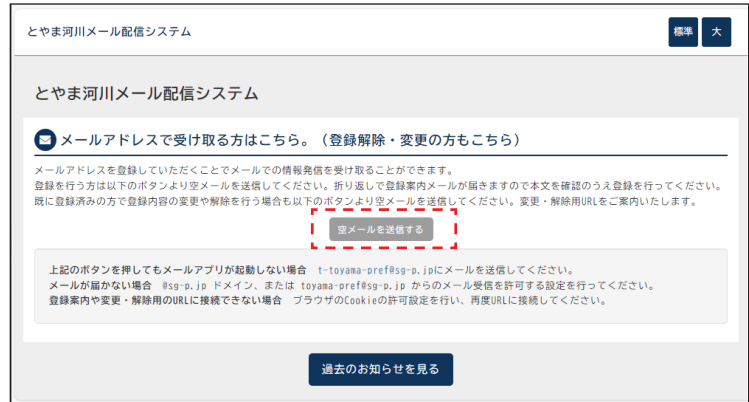 とやま河川メール配信システム
標準 大
とやま河川メール配信システム
メールアドレスで受け取る方はこちら。（登録解除・変更の方もこちら）
メールアドレスを登録していただくことでメールでの情報発信を受け取ることができます。
登録を行う方は以下のボタンより空メールを送信してください。折り返しで登録案内メールが届きますので本文を確認のうえ登録を行ってください。
既に登録済みの方で登録内容の変更や解除を行う場合も以下のボタンより空メールを送信してください。変更・解除用URLをご案内いたします。
空メールを送信する
上記のボタンを押してもメールアプリが起動しない場合 t-toyama-pref@sg-p.jpにメールを送信してください。
メールが届かない場合 @sg-p.jp ドメイン、または toyama-pref@sg-p.jp からのメール受信を許可する設定を行ってください。
登録案内や変更・解除用のURLに接続できない場合 ブラウザのCookieの許可設定を行い、再度URLに接続してください。
過去のお知らせを見る